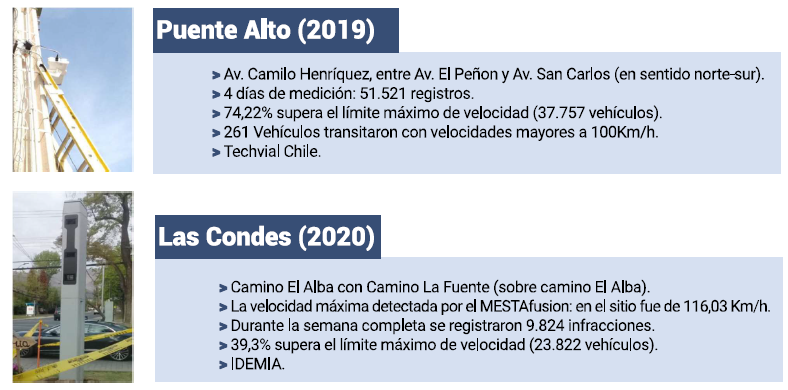 Puente Alto (2019)
> Av. Camilo Henríquez, entre Av. El Peñon y Av. San Carlos (en sentido norte-sur).
> 4 días de medición: 51.521 registros.
> 74,22% supera el límite máximo de velocidad (37.757 vehículos).
> 261 Vehículos transitaron con velocidades mayores a 100Km/h.
> Techvial Chile.
Las Condes (2020)
> Camino El Alba con Camino La Fuente (sobre camino El Alba).
> La velocidad máxima detectada por el MESTAfusion: en el sitio fue de 116,03 Km/h.
> Durante la semana completa se registraron 9.824 infracciones.
> 39,3% supera el límite máximo de velocidad (23.822 vehículos).
> IDEMIA.